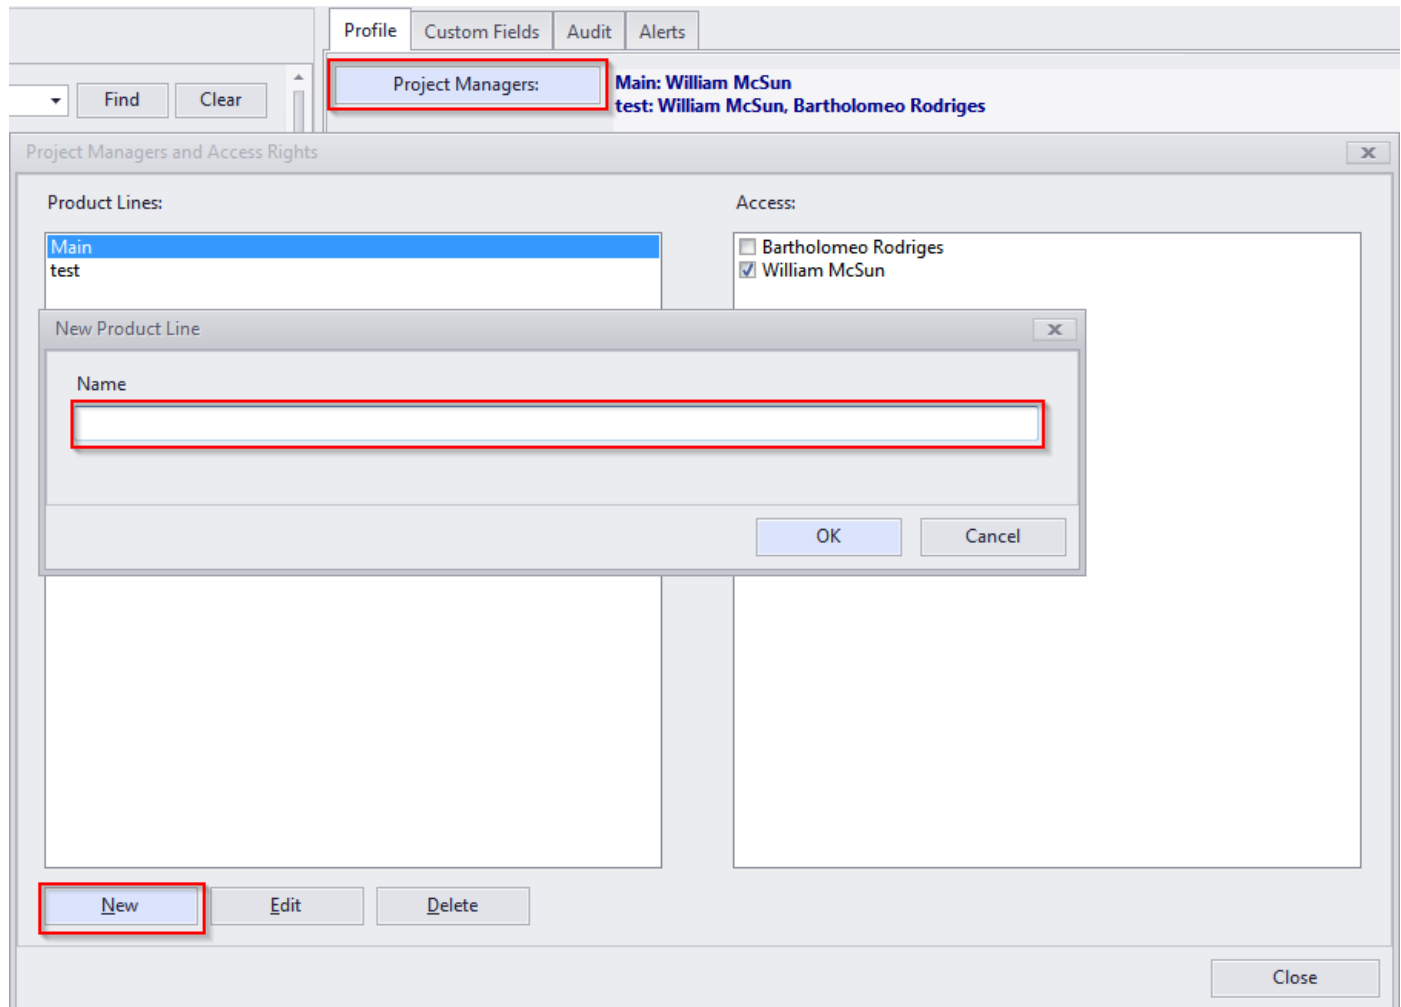 Profile Custom Fields Audit Alerts
Project Managers: Main: William McSun
test: William McSun, Bartholomeo Rodriges
Find Clear
Project Managers and Access Rights
Product Lines: Access:
Main Bartholomeo Rodriges
test William McSun
New Product Line
Name
OK Cancel
New Edit Delete
Close